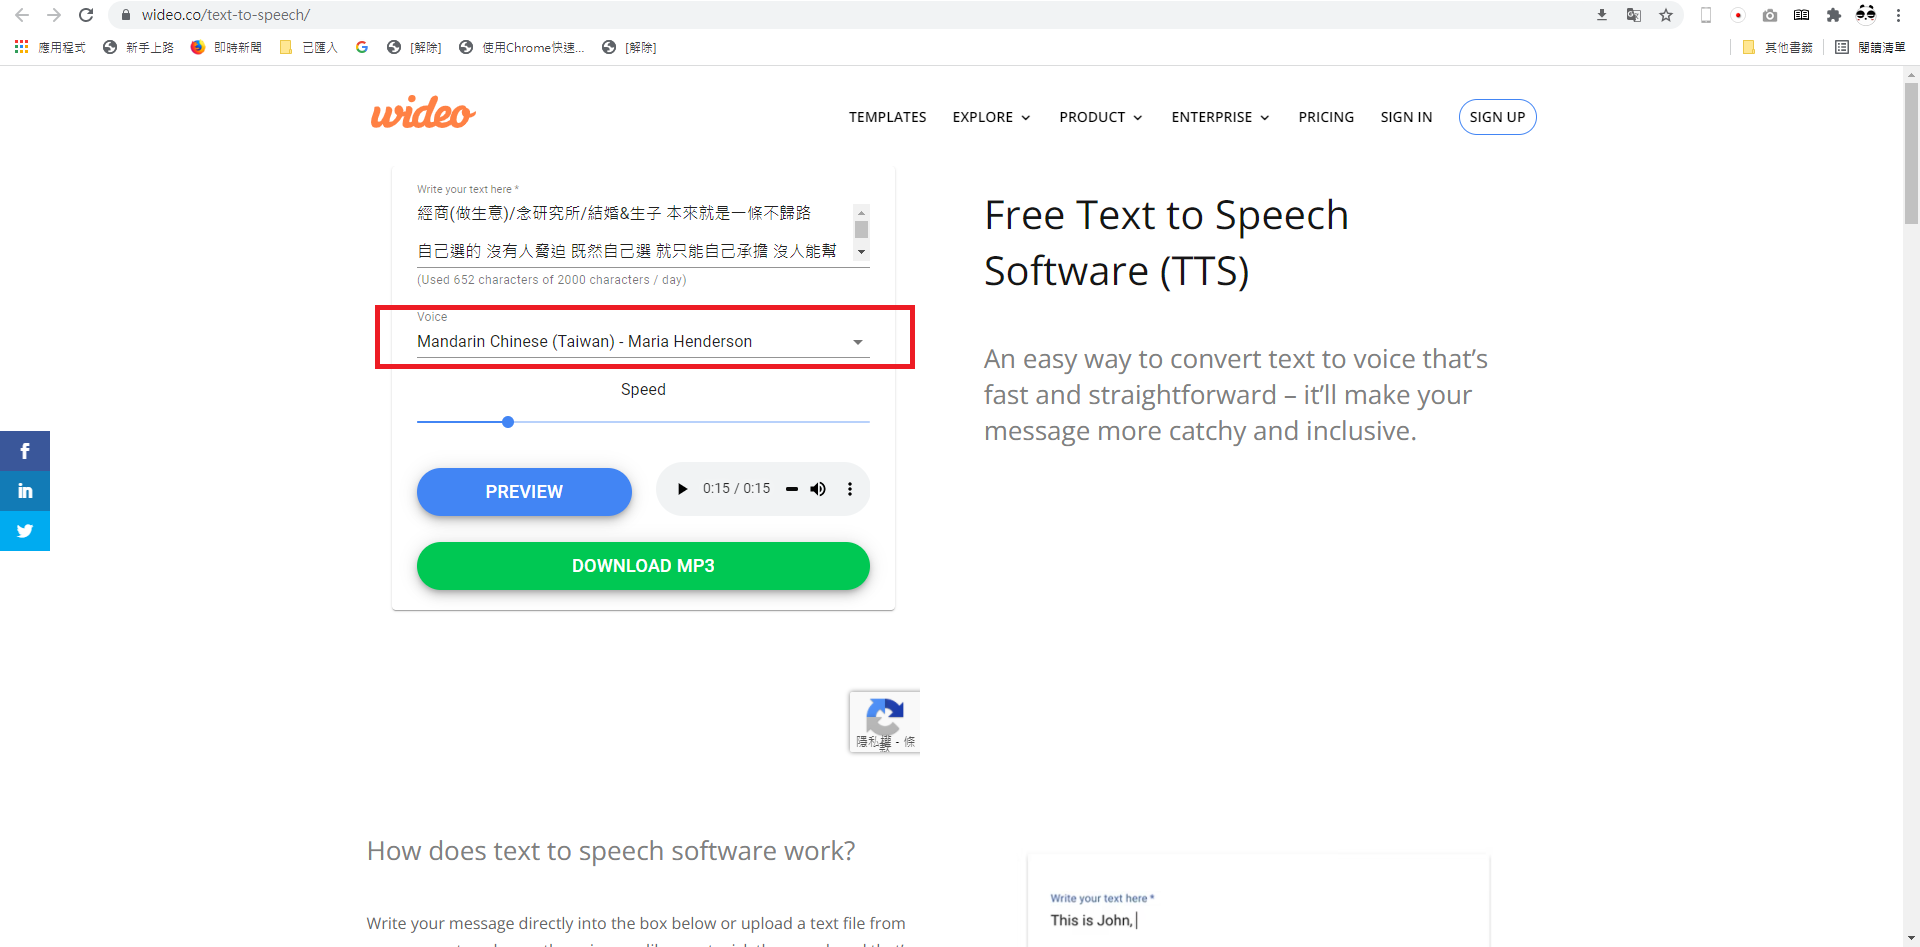 wideo.co/text-to-speech/
應用程式 新手上路 即時新聞 已匯入 [解除] 使用Chrome快速... [解除] 其他書籤 閱讀清單
wideo TEMPLATES EXPLORE PRODUCT ENTERPRISE PRICING SIGN IN SIGN UP
Write your text here *
經商(做生意)/念研究所/結婚&生子 本來就是一條不歸路
自己選的 沒有人脅迫 既然自己選 就只能自己承擔 沒人能幫
(Used 652 characters of 2000 characters / day)
Voice
Mandarin Chinese (Taiwan) - Maria Henderson
Speed
PREVIEW 0:15 / 0:15
DOWNLOAD MP3
Free Text to Speech
Software (TTS)
An easy way to convert text to voice that’s
fast and straightforward – it’ll make your
message more catchy and inclusive.
f
in
隱私權 - 條
款
How does text to speech software work?
Write your message directly into the box below or upload a text file from
Write your text here *
This is John,